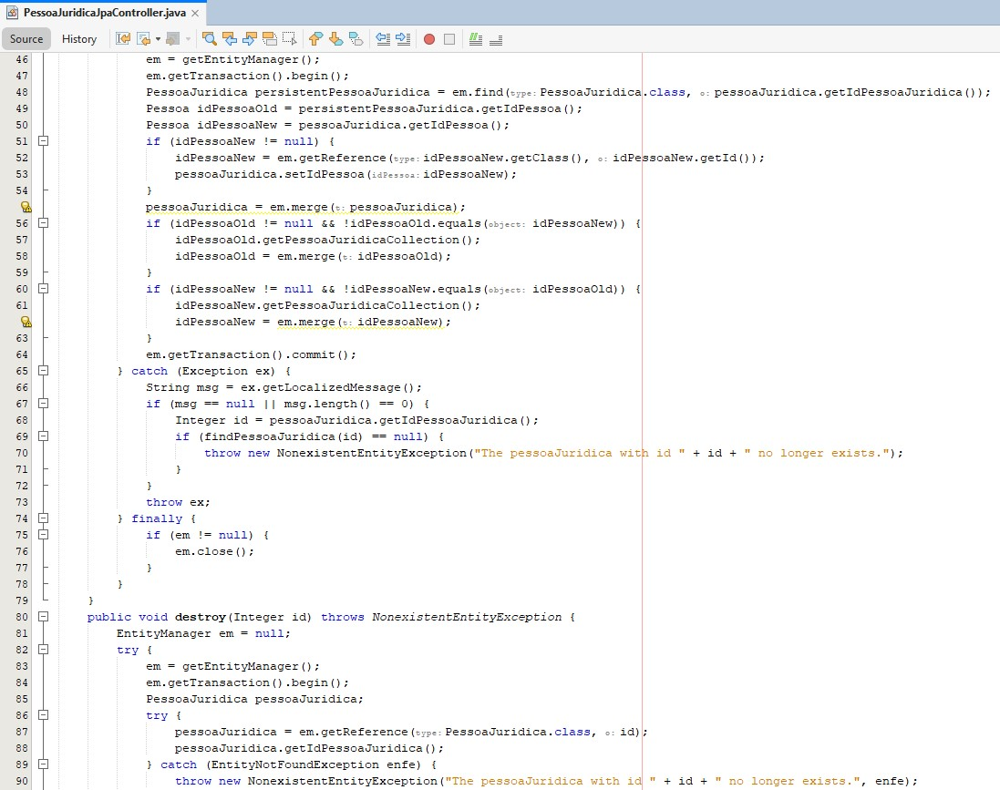 PessoaJuridicaJpaController.java
Source History
46 em = getEntityManager();
47 em.getTransaction().begin();
48 PessoaJuridica persistentPessoaJuridica = em.find(type: PessoaJuridica.class, o: pessoaJuridica.getIdPessoaJuridica());
49 Pessoa idPessoaOld = persistentPessoaJuridica.getIdPessoa();
50 Pessoa idPessoaNew = pessoaJuridica.getIdPessoa();
51 if (idPessoaNew != null) {
52 idPessoaNew = em.getReference(type: idPessoaNew.getClass(), o: idPessoaNew.getId());
53 pessoaJuridica.setIdPessoa(idPessoa: idPessoaNew);
54 }
pessoaJuridica = em.merge(t: pessoaJuridica);
56 if (idPessoaOld != null && !idPessoaOld.equals(object: idPessoaNew)) {
57 idPessoaOld.getPessoaJuridicaCollection();
58 idPessoaOld = em.merge(t: idPessoaOld);
59 }
60 if (idPessoaNew != null && !idPessoaNew.equals(object: idPessoaOld)) {
61 idPessoaNew.getPessoaJuridicaCollection();
idPessoaNew = em.merge(t: idPessoaNew);
63 }
64 em.getTransaction().commit();
65 } catch (Exception ex) {
66 String msg = ex.getLocalizedMessage();
67 if (msg == null || msg.length() == 0) {
68 Integer id = pessoaJuridica.getIdPessoaJuridica();
69 if (findPessoaJuridica(id) == null) {
70 throw new NonexistentEntityException("The pessoaJuridica with id " + id + " no longer exists.");
71 }
72 }
73 throw ex;
74 } finally {
75 if (em != null) {
76 em.close();
77 }
78 }
79 }
80 public void destroy(Integer id) throws NonexistentEntityException {
81 EntityManager em = null;
82 try {
83 em = getEntityManager();
84 em.getTransaction().begin();
85 PessoaJuridica pessoaJuridica;
86 try {
87 pessoaJuridica = em.getReference(type: PessoaJuridica.class, o: id);
88 pessoaJuridica.getIdPessoaJuridica();
89 } catch (EntityNotFoundException enfe) {
90 throw new NonexistentEntityException("The pessoaJuridica with id " + id + " no longer exists.", enfe);